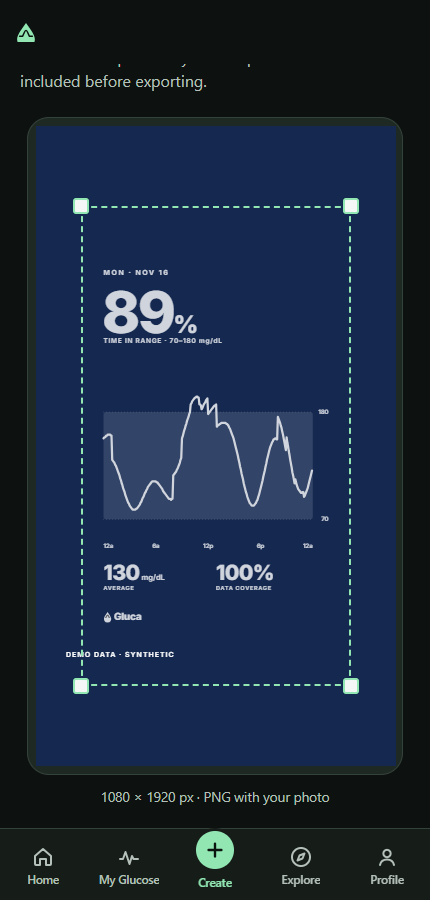 included before exporting.
MON · NOV 16
89%
TIME IN RANGE · 70–180 mg/dL
180
70
12a 6a 12p 6p 12a
130 mg/dL 100%
AVERAGE DATA COVERAGE
Gluca
DEMO DATA · SYNTHETIC
1080 × 1920 px · PNG with your photo
Home My Glucose Create Explore Profile